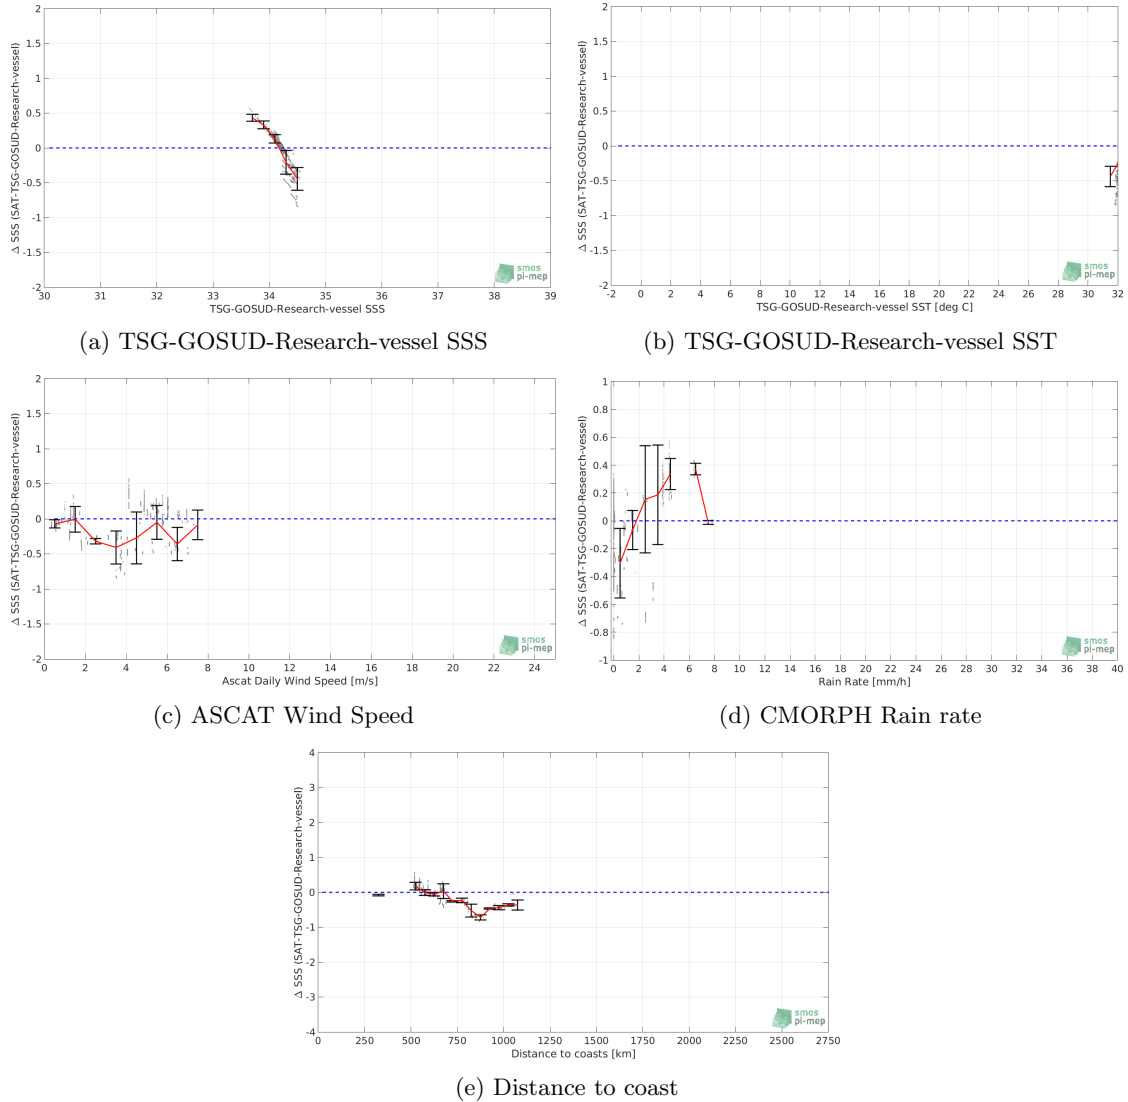 2
1.5
1
0.5
0
-0.5
-1
-1.5
-2
Δ SSS (SAT-TSG-GOSUD-Research-vessel)
30 31 32 33 34 35 36 37 38 39
TSG-GOSUD-Research-vessel SSS
smos
pi-mep
(a) TSG-GOSUD-Research-vessel SSS
2
1.5
1
0.5
0
-0.5
-1
-1.5
-2
Δ SSS (SAT-TSG-GOSUD-Research-vessel)
-2 0 2 4 6 8 10 12 14 16 18 20 22 24 26 28 30 32
TSG-GOSUD-Research-vessel SST [deg C]
smos
pi-mep
(b) TSG-GOSUD-Research-vessel SST
2
1.5
1
0.5
0
-0.5
-1
-1.5
-2
Δ SSS (SAT-TSG-GOSUD-Research-vessel)
0 2 4 6 8 10 12 14 16 18 20 22 24
Ascat Daily Wind Speed [m/s]
smos
pi-mep
(c) ASCAT Wind Speed
1
0.8
0.6
0.4
0.2
0
-0.2
-0.4
-0.6
-0.8
-1
Δ SSS (SAT-TSG-GOSUD-Research-vessel)
0 2 4 6 8 10 12 14 16 18 20 22 24 26 28 30 32 34 36 38 40
Rain Rate [mm/h]
smos
pi-mep
(d) CMORPH Rain rate
4
3
2
1
0
-1
-2
-3
-4
Δ SSS (SAT-TSG-GOSUD-Research-vessel)
0 250 500 750 1000 1250 1500 1750 2000 2250 2500 2750
Distance to coasts [km]
smos
pi-mep
(e) Distance to coast